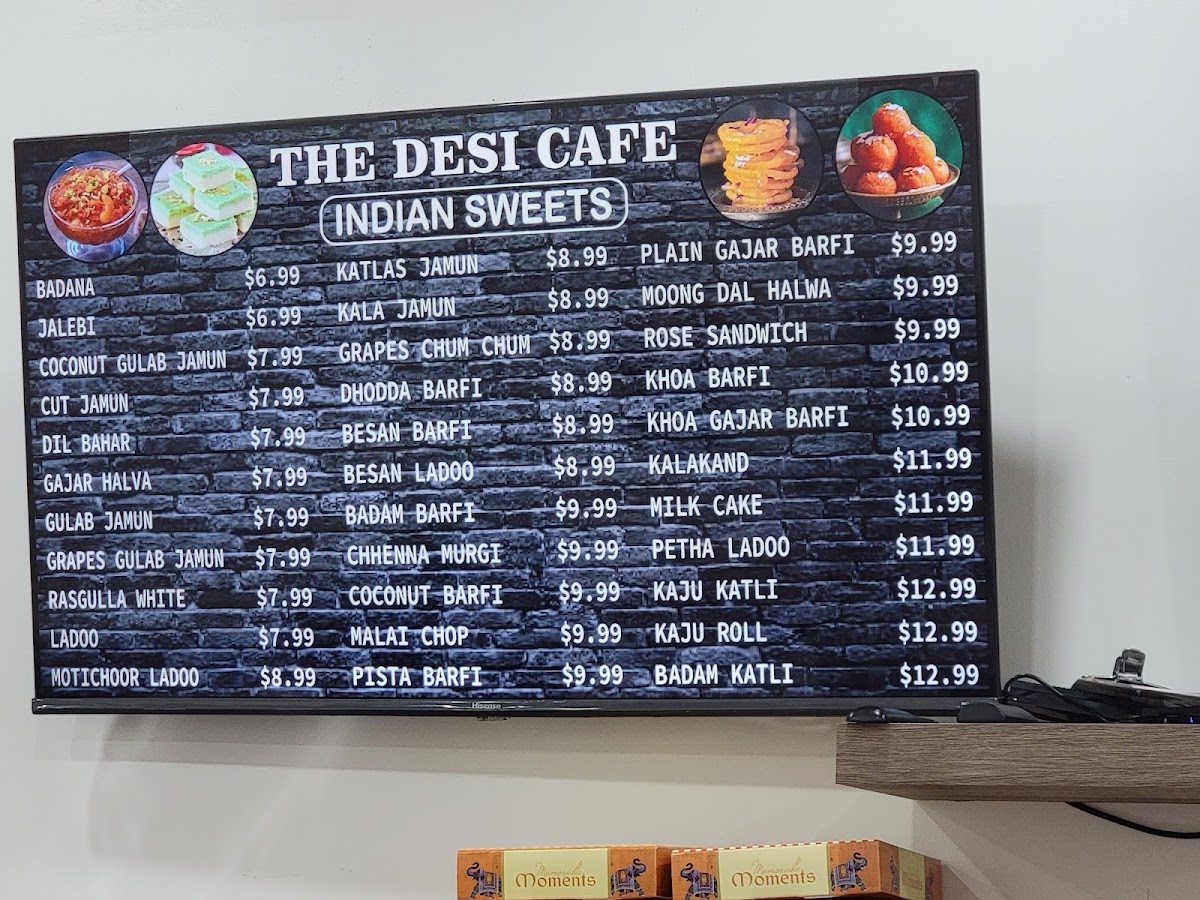 THE DESI CAFE
INDIAN SWEETS
BADANA $6.99
JALEBI $6.99
COCONUT GULAB JAMUN $7.99
CUT JAMUN $7.99
DIL BAHAR $7.99
GAJAR HALVA $7.99
GULAB JAMUN $7.99
GRAPES GULAB JAMUN $7.99
RASGULLA WHITE $7.99
LADOO $7.99
MOTICHOOR LADOO $8.99
KATLAS JAMUN $8.99
KALA JAMUN $8.99
GRAPES CHUM CHUM $8.99
DHODDA BARFI $8.99
BESAN BARFI $8.99
BESAN LADOO $8.99
BADAM BARFI $9.99
CHHENNA MURGI $9.99
COCONUT BARFI $9.99
MALAI CHOP $9.99
PISTA BARFI $9.99
PLAIN GAJAR BARFI $9.99
MOONG DAL HALWA $9.99
ROSE SANDWICH $9.99
KHOA BARFI $10.99
KHOA GAJAR BARFI $10.99
KALAKAND $11.99
MILK CAKE $11.99
PETHA LADOO $11.99
KAJU KATLI $12.99
KAJU ROLL $12.99
BADAM KATLI $12.99
Hisense
Memorable
Moments
Memorable
Moments